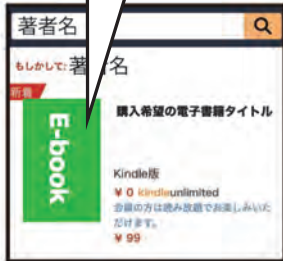 著者名
もしかして: 著者名
新着
E-book
購入希望の電子書籍タイトル
Kindle版
¥ 0 kindleunlimited
会員の方は読み放題でお楽しみいた
だけます。
¥ 99